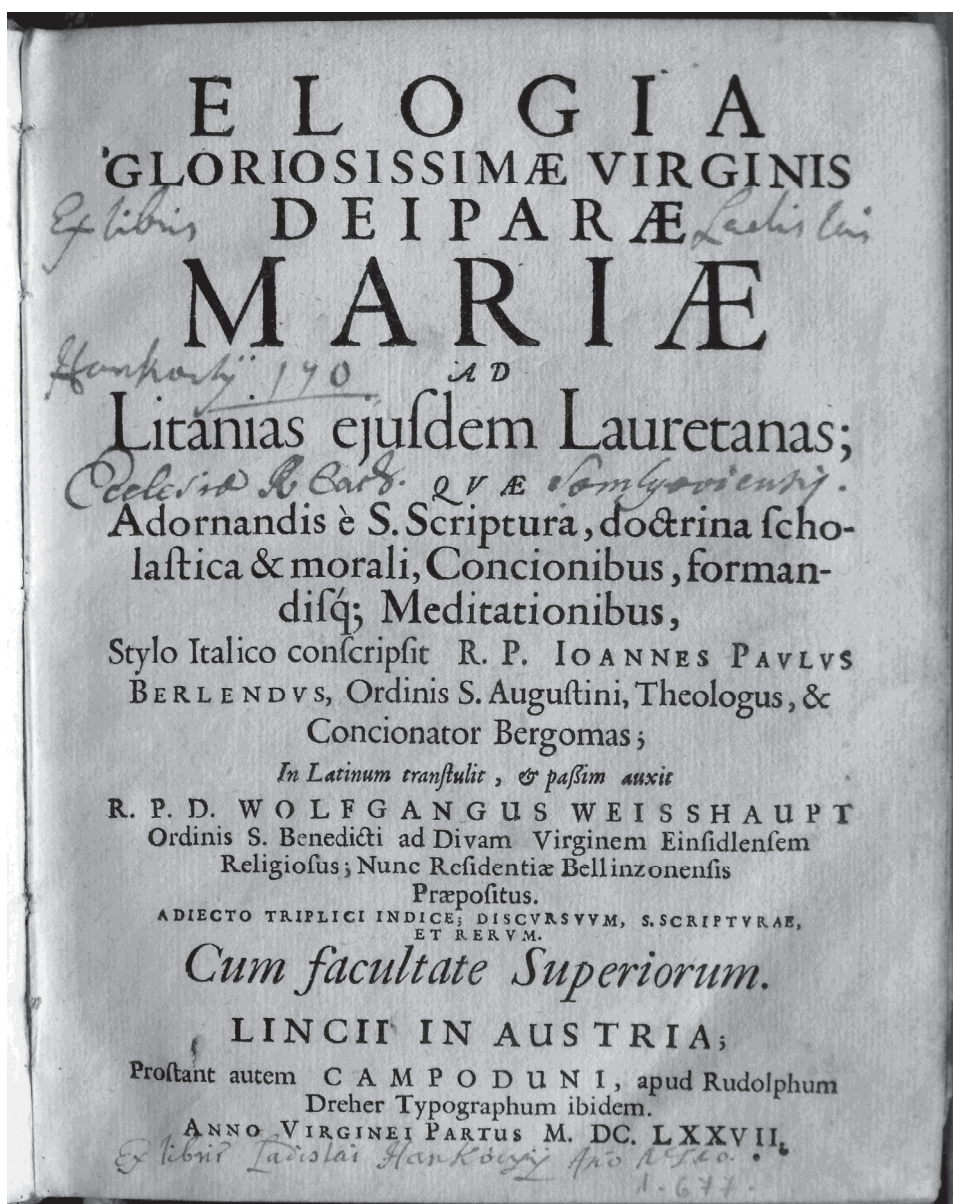 ELOGIA
GLORIOSISSIMÆ VIRGINIS
Ex libris DEIPARÆ Ladislai
MARIÆ
Hankovij 170 AD
Litanias ejuſdem Lauretanas;
Ecclesiæ R. QVÆ Somlyoviensis.
Adornandis è S. Scriptura, doctrina ſcho-
laſtica & morali, Concionibus, forman-
diſq́; Meditationibus,
Stylo Italico conſcripſit R. P. IOANNES PAVLVS
BERLENDVS, Ordinis S. Auguſtini, Theologus, &
Concionator Bergomas;
In Latinum tranſtulit, & paſſim auxit
R. P. D. WOLFGANGUS WEISSHAUPT
Ordinis S. Benedicti ad Divam Virginem Einſidlenſem
Religioſus; Nunc Reſidentiæ Bellinzonenſis
Præpoſitus.
ADIECTO TRIPLICI INDICE; DISCVRSVVM, S. SCRIPTVRAE,
ET RERVM.
Cum facultate Superiorum.
LINCII IN AUSTRIA;
Proſtant autem CAMPODUNI, apud Rudolphum
Dreher Typographum ibidem.
ANNO VIRGINEI PARTUS M. DC. LXXVII.
Ex libris Ladislai
1.677.